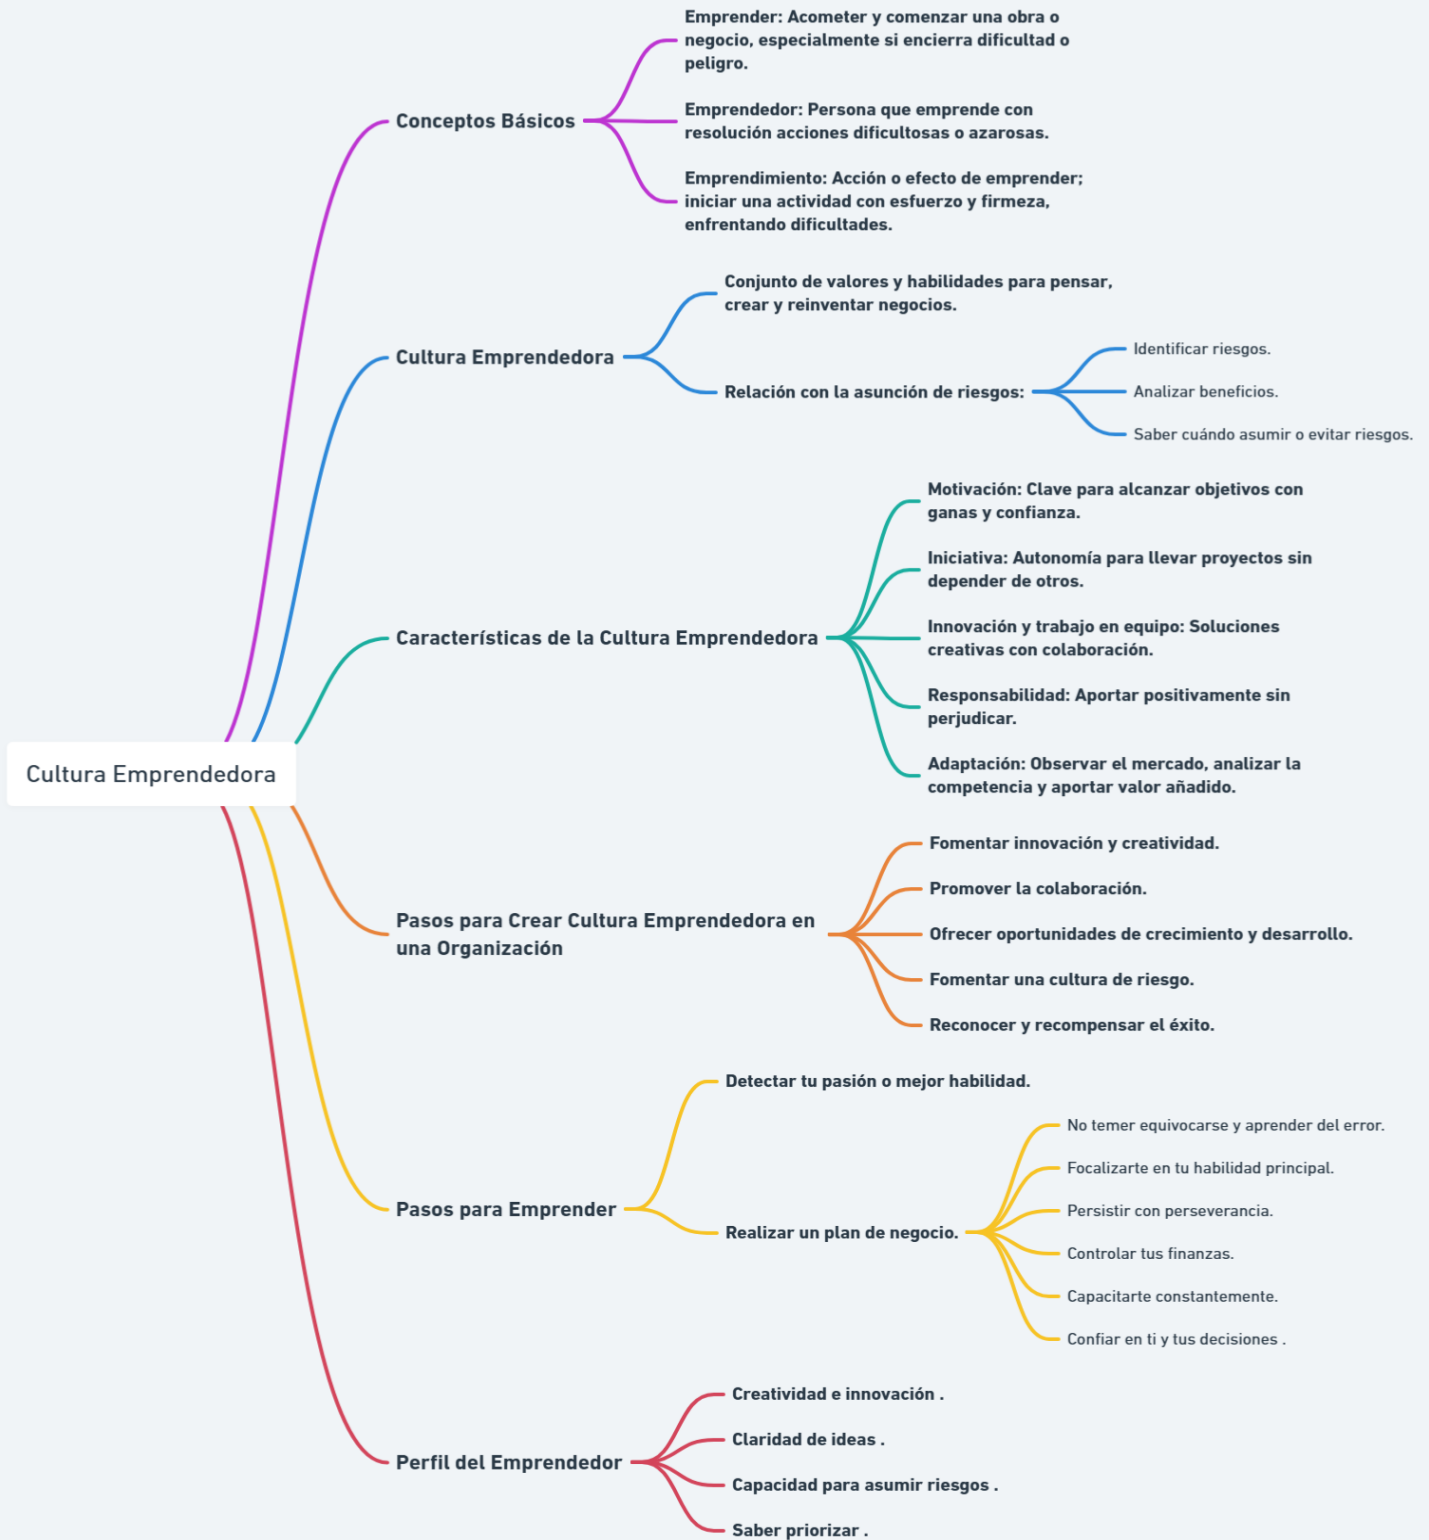 Emprender: Acometer y comenzar una obra o
negocio, especialmente si encierra dificultad o
peligro.
Conceptos Básicos
Emprendedor: Persona que emprende con
resolución acciones dificultosas o azarosas.
Emprendimiento: Acción o efecto de emprender;
iniciar una actividad con esfuerzo y firmeza,
enfrentando dificultades.
Conjunto de valores y habilidades para pensar,
crear y reinventar negocios.
Cultura Emprendedora
Relación con la asunción de riesgos:
Identificar riesgos.
Analizar beneficios.
Saber cuándo asumir o evitar riesgos.
Motivación: Clave para alcanzar objetivos con
ganas y confianza.
Iniciativa: Autonomía para llevar proyectos sin
depender de otros.
Características de la Cultura Emprendedora
Innovación y trabajo en equipo: Soluciones
creativas con colaboración.
Responsabilidad: Aportar positivamente sin
perjudicar.
Adaptación: Observar el mercado, analizar la
competencia y aportar valor añadido.
Cultura Emprendedora
Fomentar innovación y creatividad.
Promover la colaboración.
Pasos para Crear Cultura Emprendedora en
una Organización
Ofrecer oportunidades de crecimiento y desarrollo.
Fomentar una cultura de riesgo.
Reconocer y recompensar el éxito.
Detectar tu pasión o mejor habilidad.
Pasos para Emprender
Realizar un plan de negocio.
No temer equivocarse y aprender del error.
Focalizarte en tu habilidad principal.
Persistir con perseverancia.
Controlar tus finanzas.
Capacitarte constantemente.
Confiar en ti y tus decisiones .
Creatividad e innovación .
Claridad de ideas .
Perfil del Emprendedor
Capacidad para asumir riesgos .
Saber priorizar .